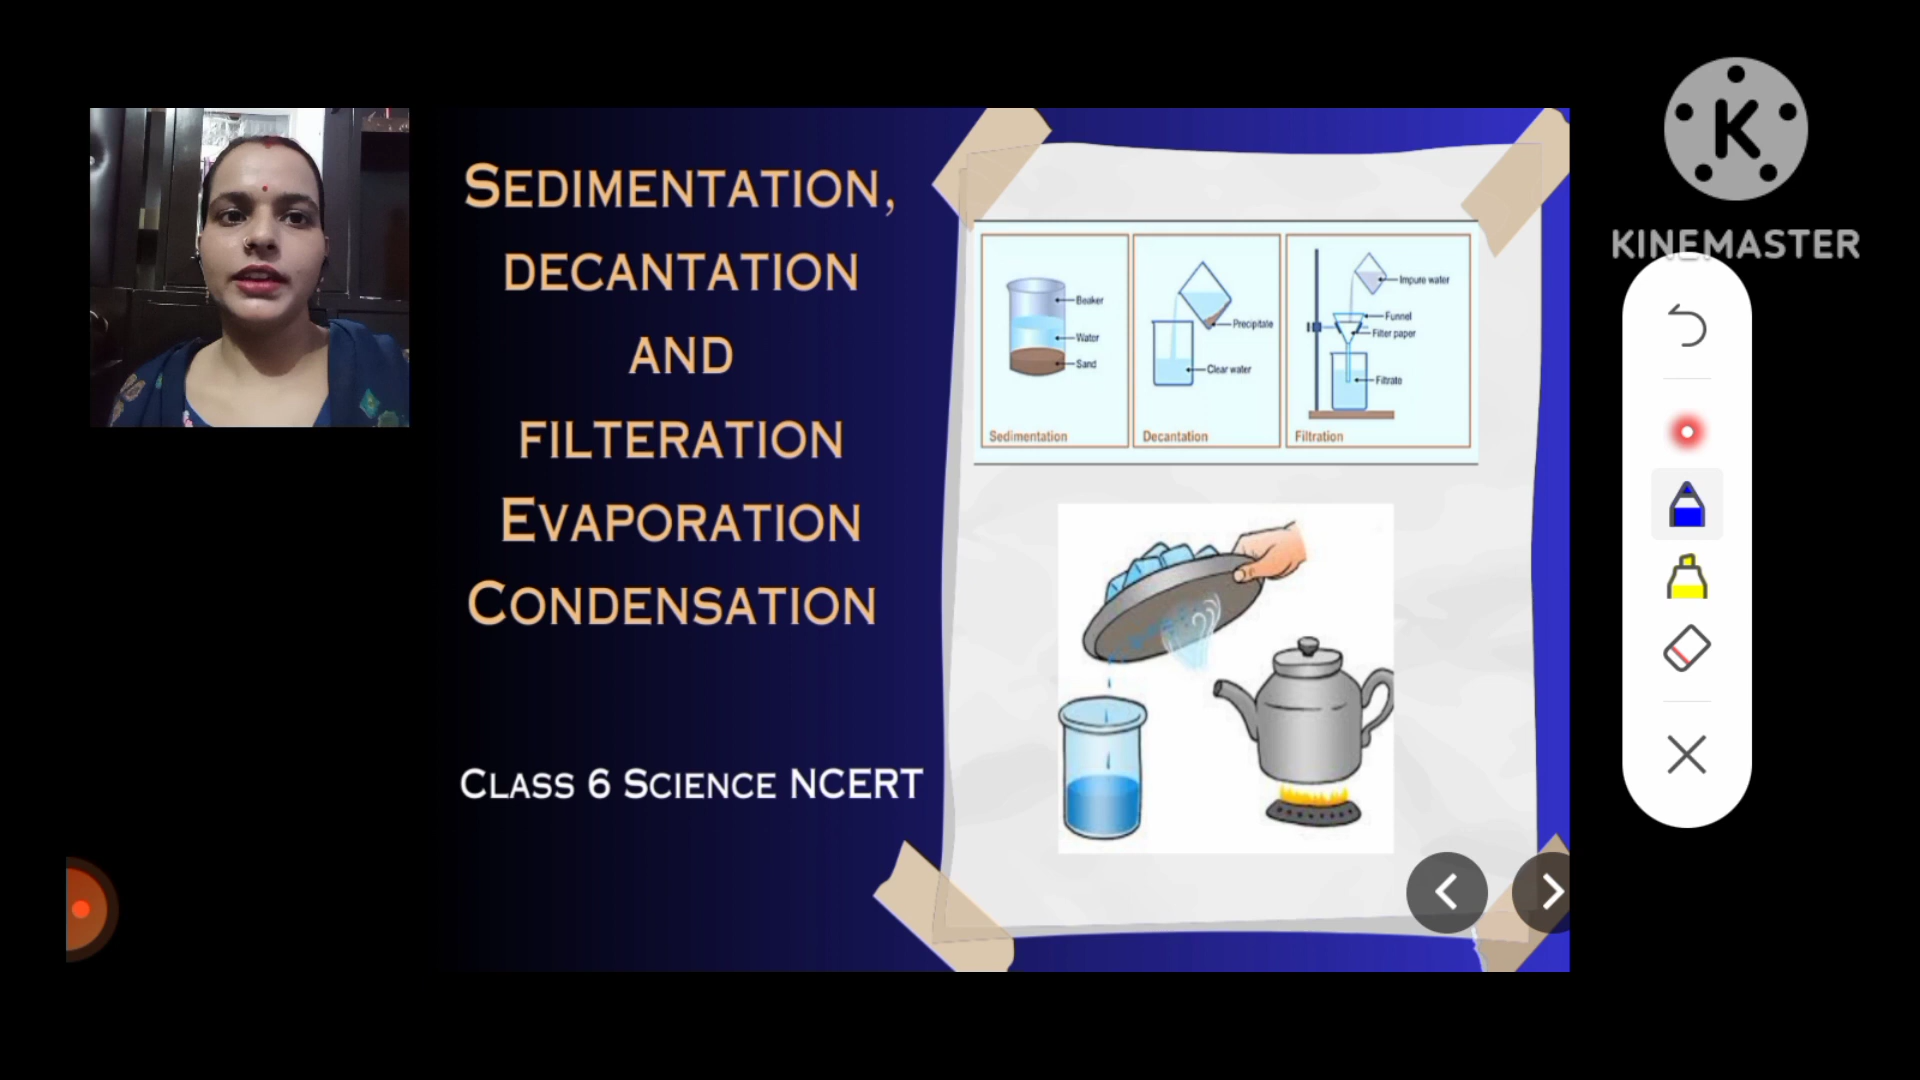 SEDIMENTATION,
DECANTATION
AND
FILTERATION
EVAPORATION
CONDENSATION
CLASS 6 SCIENCE NCERT
Beaker
Water
Sand
Sedimentation
Precipitate
Clear water
Decantation
Impure water
Funnel
Filter paper
Filtrate
Filtration
K
KINEMASTER